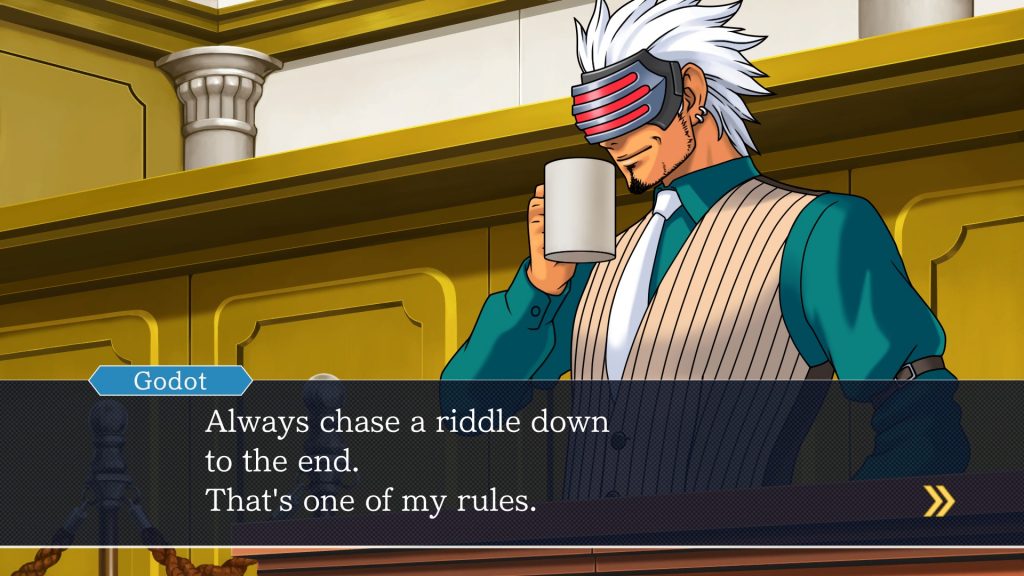 Godot
Always chase a riddle down
to the end.
That's one of my rules.